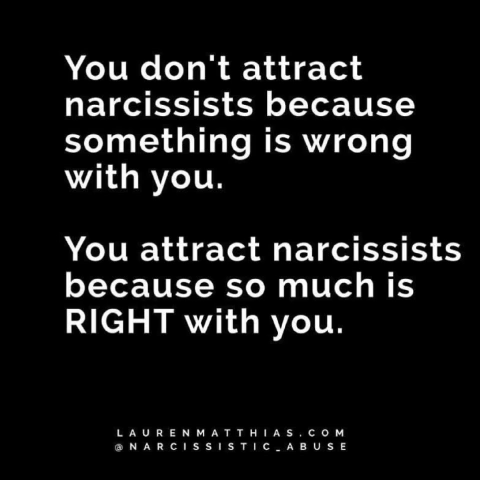 You don't attract
narcissists because
something is wrong
with you.
You attract narcissists
because so much is
RIGHT with you.
LAURENMATTHIAS.COM
@NARCISSISTIC_ABUSE